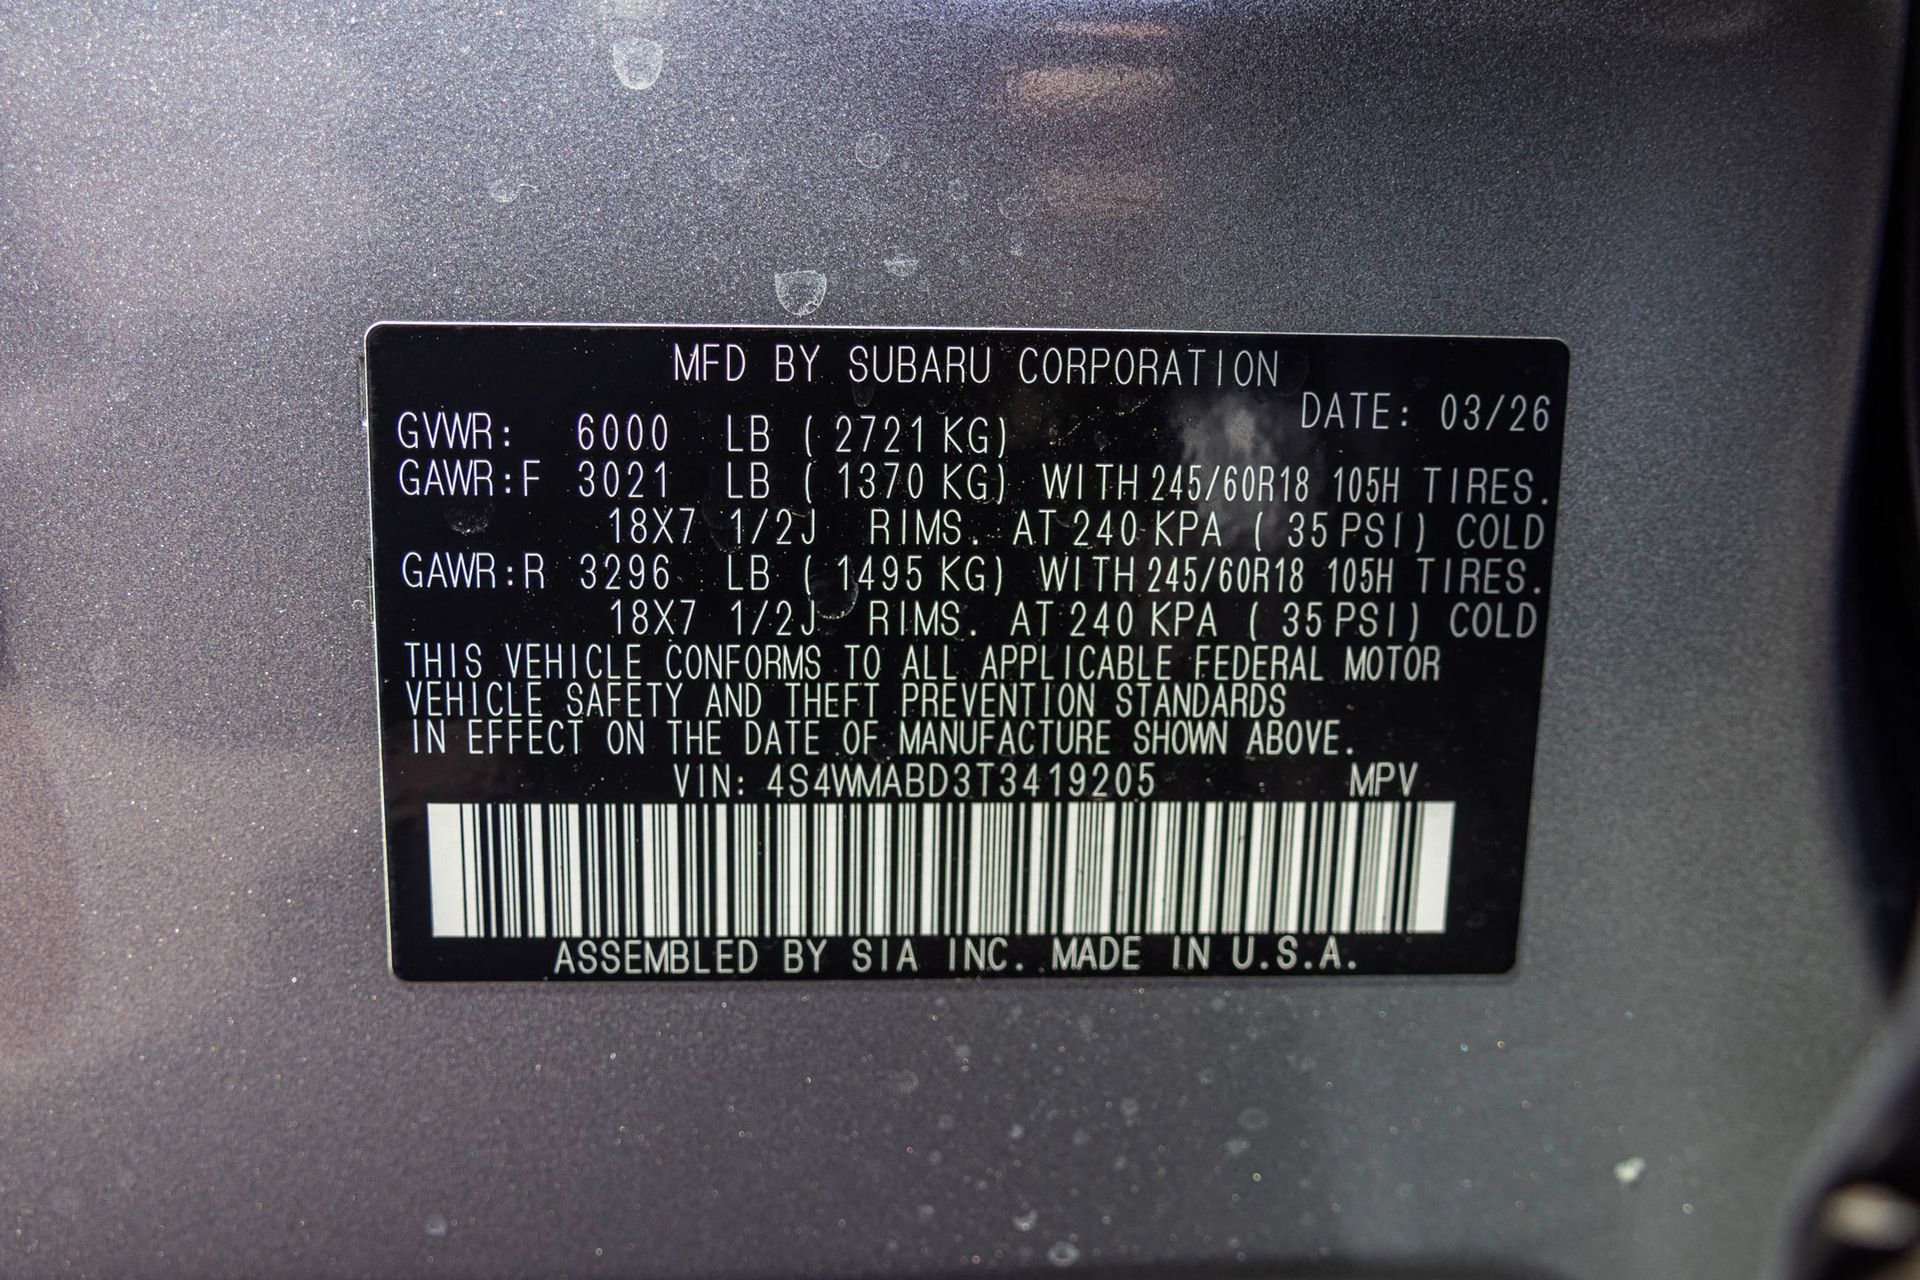 MFD BY SUBARU CORPORATION
DATE: 03/26
GVWR: 6000 LB ( 2721 KG)
GAWR:F 3021 LB ( 1370 KG) WITH 245/60R18 105H TIRES.
18X7 1/2J RIMS. AT 240 KPA ( 35 PSI) COLD
GAWR:R 3296 LB ( 1495 KG) WITH 245/60R18 105H TIRES.
18X7 1/2J RIMS. AT 240 KPA ( 35 PSI) COLD
THIS VEHICLE CONFORMS TO ALL APPLICABLE FEDERAL MOTOR
VEHICLE SAFETY AND THEFT PREVENTION STANDARDS
IN EFFECT ON THE DATE OF MANUFACTURE SHOWN ABOVE.
VIN: 4S4WMABD3T3419205 MPV
ASSEMBLED BY SIA INC. MADE IN U.S.A.